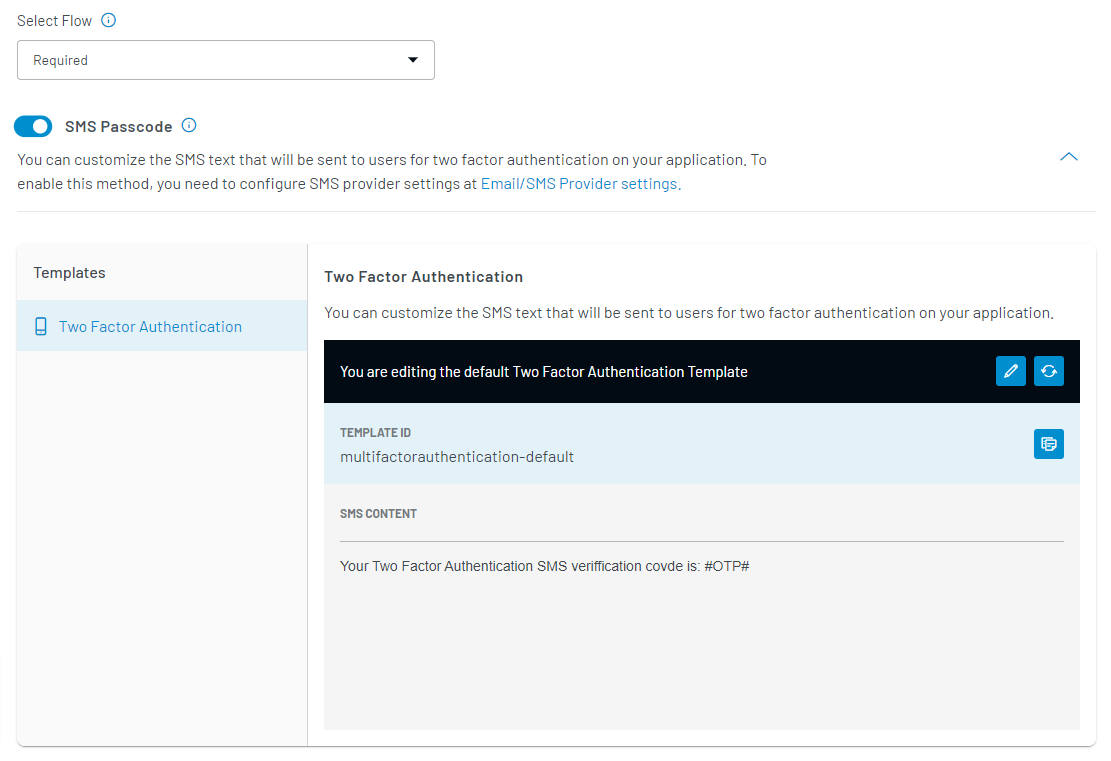 Select Flow
Required
SMS Passcode
You can customize the SMS text that will be sent to users for two factor authentication on your application. To
enable this method, you need to configure SMS provider settings at Email/SMS Provider settings.
Templates
Two Factor Authentication
Two Factor Authentication
You can customize the SMS text that will be sent to users for two factor authentication on your application.
You are editing the default Two Factor Authentication Template
TEMPLATE ID
multifactorauthentication-default
SMS CONTENT
Your Two Factor Authentication SMS veriffication covde is: #OTP#